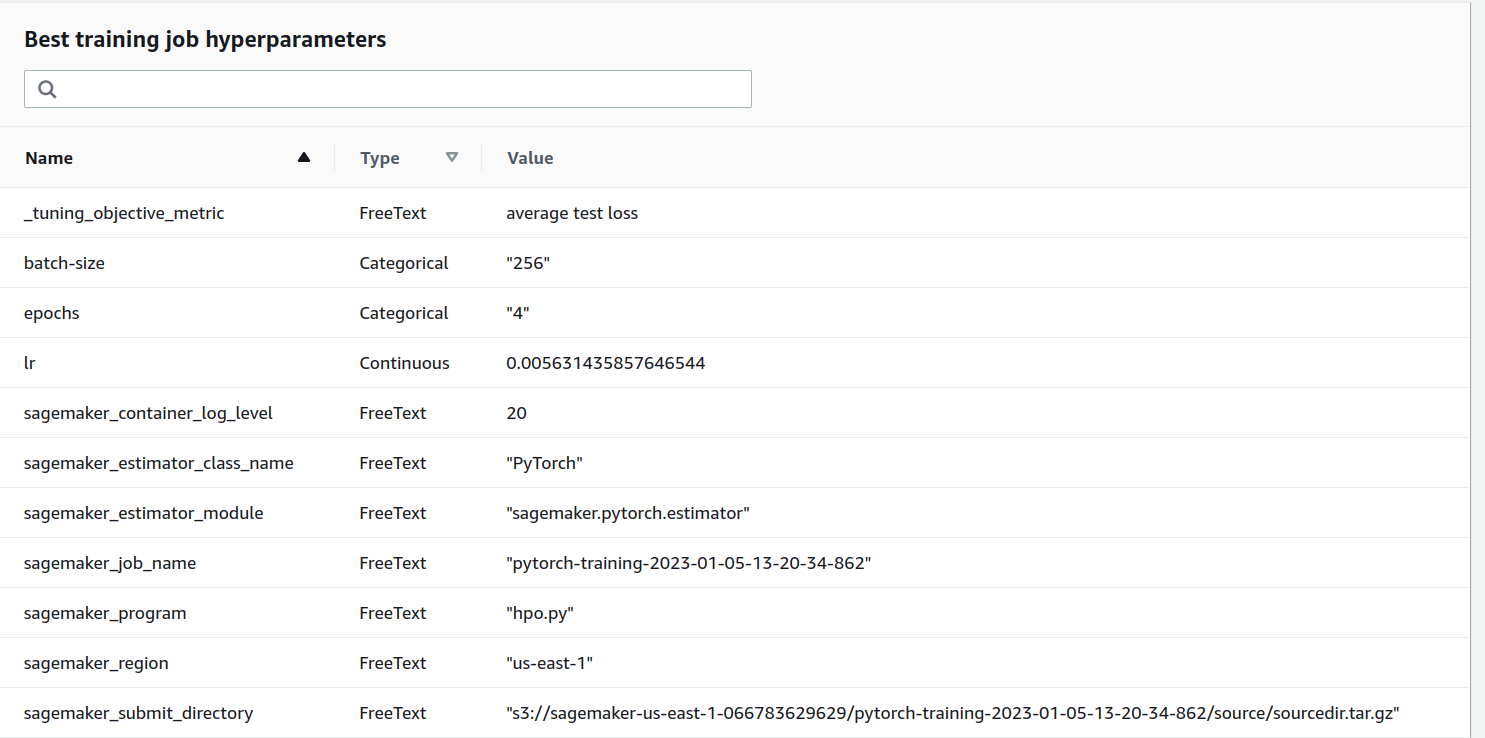 Best training job hyperparameters
Name Type Value
_tuning_objective_metric FreeText average test loss
batch-size Categorical "256"
epochs Categorical "4"
lr Continuous 0.005631435857646544
sagemaker_container_log_level FreeText 20
sagemaker_estimator_class_name FreeText "PyTorch"
sagemaker_estimator_module FreeText "sagemaker.pytorch.estimator"
sagemaker_job_name FreeText "pytorch-training-2023-01-05-13-20-34-862"
sagemaker_program FreeText "hpo.py"
sagemaker_region FreeText "us-east-1"
sagemaker_submit_directory FreeText "s3://sagemaker-us-east-1-066783629629/pytorch-training-2023-01-05-13-20-34-862/source/sourcedir.tar.gz"